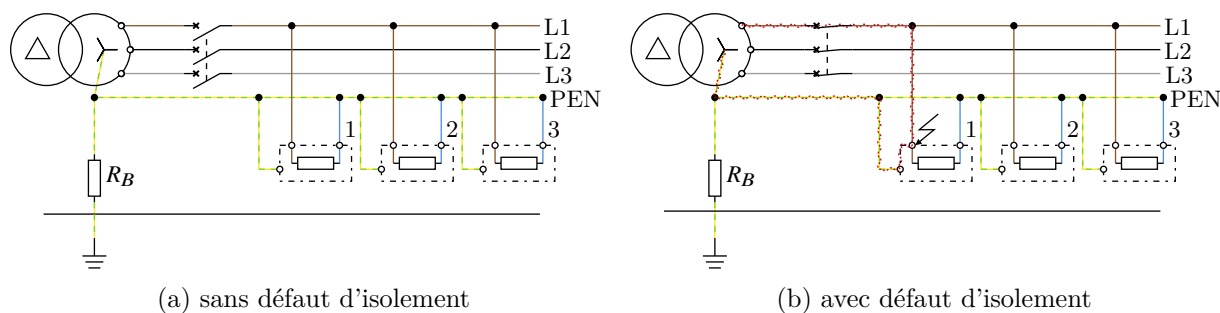 L1
L2
L3
PEN
1
2
3
R_B
(a) sans défaut d'isolement
L1
L2
L3
PEN
1
2
3
R_B
(b) avec défaut d'isolement